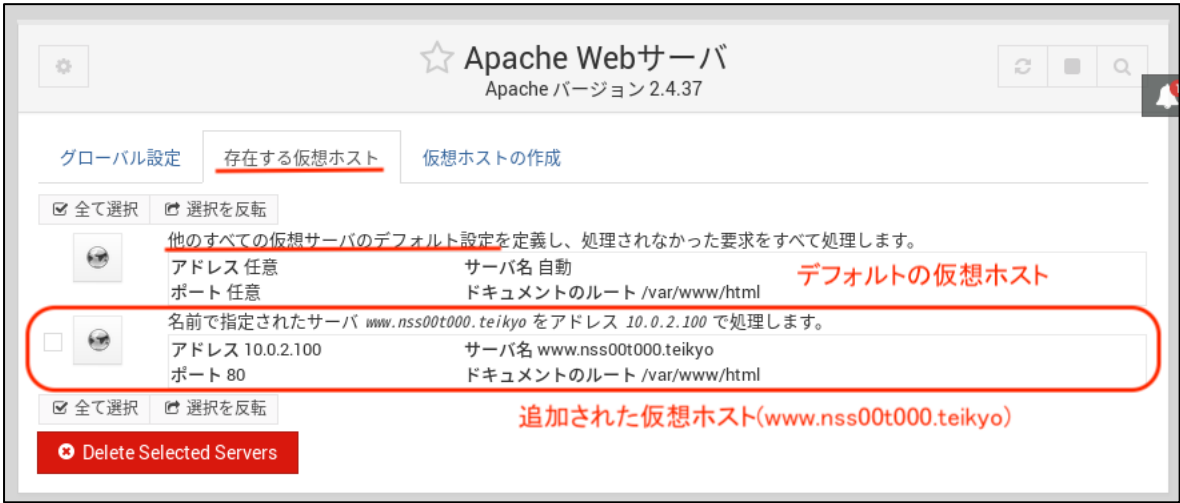 Apache Webサーバ
Apache バージョン 2.4.37
グローバル設定 存在する仮想ホスト 仮想ホストの作成
全て選択 選択を反転
他のすべての仮想サーバのデフォルト設定を定義し、処理されなかった要求をすべて処理します。
アドレス 任意 サーバ名 自動
デフォルトの仮想ホスト
ポート 任意 ドキュメントのルート /var/www/html
名前で指定されたサーバ www.nss00t000.teikyo をアドレス 10.0.2.100 で処理します。
アドレス 10.0.2.100 サーバ名 www.nss00t000.teikyo
ポート 80 ドキュメントのルート /var/www/html
全て選択 選択を反転
追加された仮想ホスト(www.nss00t000.teikyo)
Delete Selected Servers